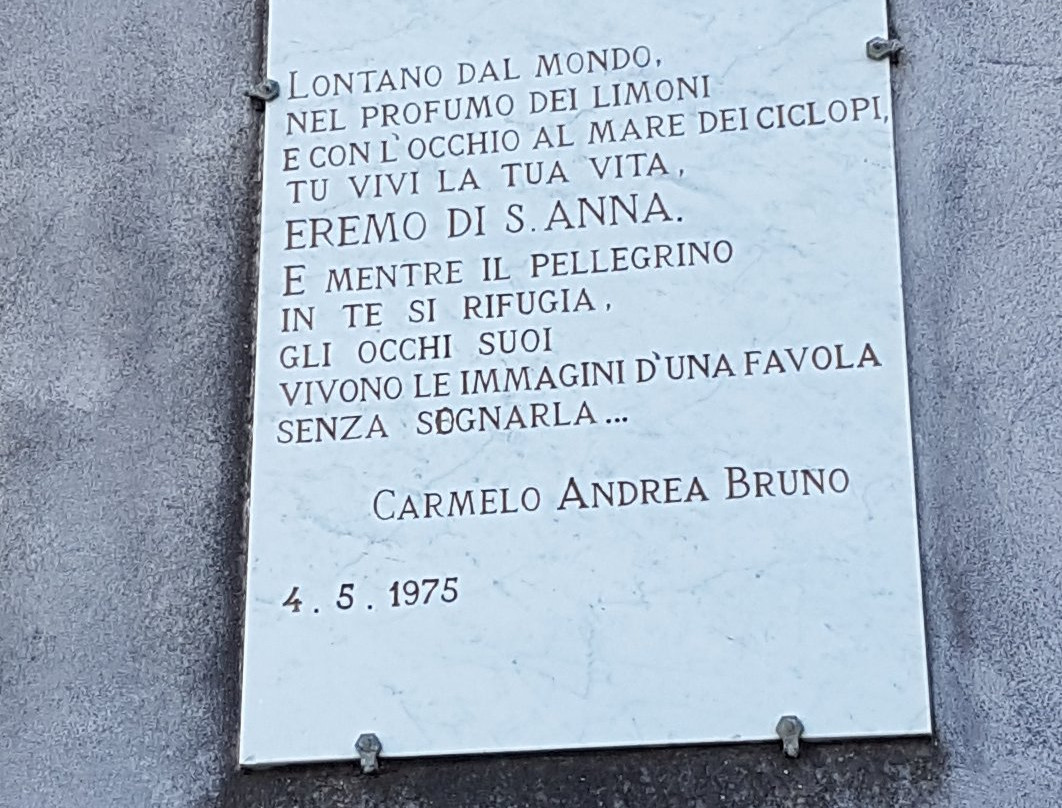 LONTANO DAL MONDO,
NEL PROFUMO DEI LIMONI
E CON L'OCCHIO AL MARE DEI CICLOPI,
TU VIVI LA TUA VITA,
EREMO DI S. ANNA.
E MENTRE IL PELLEGRINO
IN TE SI RIFUGIA,
GLI OCCHI SUOI
VIVONO LE IMMAGINI D'UNA FAVOLA
SENZA SOGNARLA...
CARMELO ANDREA BRUNO
4. 5. 1975